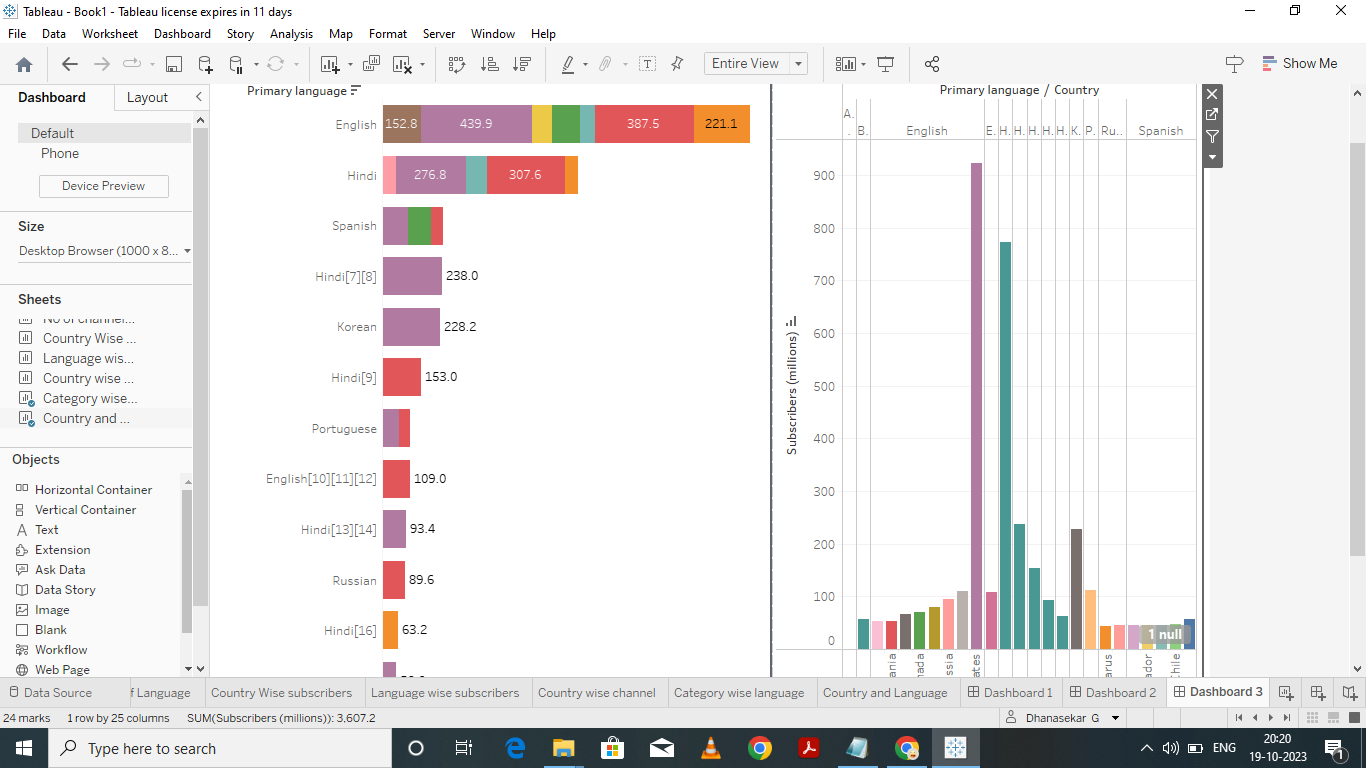 Tableau - Book1 - Tableau license expires in 11 days
File Data Worksheet Dashboard Story Analysis Map Format Server Window Help
Entire View
Show Me
Dashboard Layout
Default
Phone
Device Preview
Size
Desktop Browser (1000 x 8...
Sheets
Country Wise ...
Language wis...
Country wise ...
Category wise...
Country and ...
Objects
Horizontal Container
Vertical Container
Text
Extension
Ask Data
Data Story
Image
Blank
Workflow
Web Page
Primary language
English 152.8 439.9 387.5 221.1
Hindi 276.8 307.6
Spanish
Hindi[7][8] 238.0
Korean 228.2
Hindi[9] 153.0
Portuguese
English[10][11][12] 109.0
Hindi[13][14] 93.4
Russian 89.6
Hindi[16] 63.2
Primary language / Country
A.. B. English E. H. H. H. H. H. K. P. Ru.. Spanish
Subscribers (millions)
900
800
700
600
500
400
300
200
100
0
1 null
ania nada ssia ates arus ador Chile
Data Source f Language Country Wise subscribers Language wise subscribers Country wise channel Category wise language Country and Language Dashboard 1 Dashboard 2 Dashboard 3
24 marks 1 row by 25 columns SUM(Subscribers (millions)): 3,607.2 Dhanasekar G
Type here to search
ENG
20:20
19-10-2023
1